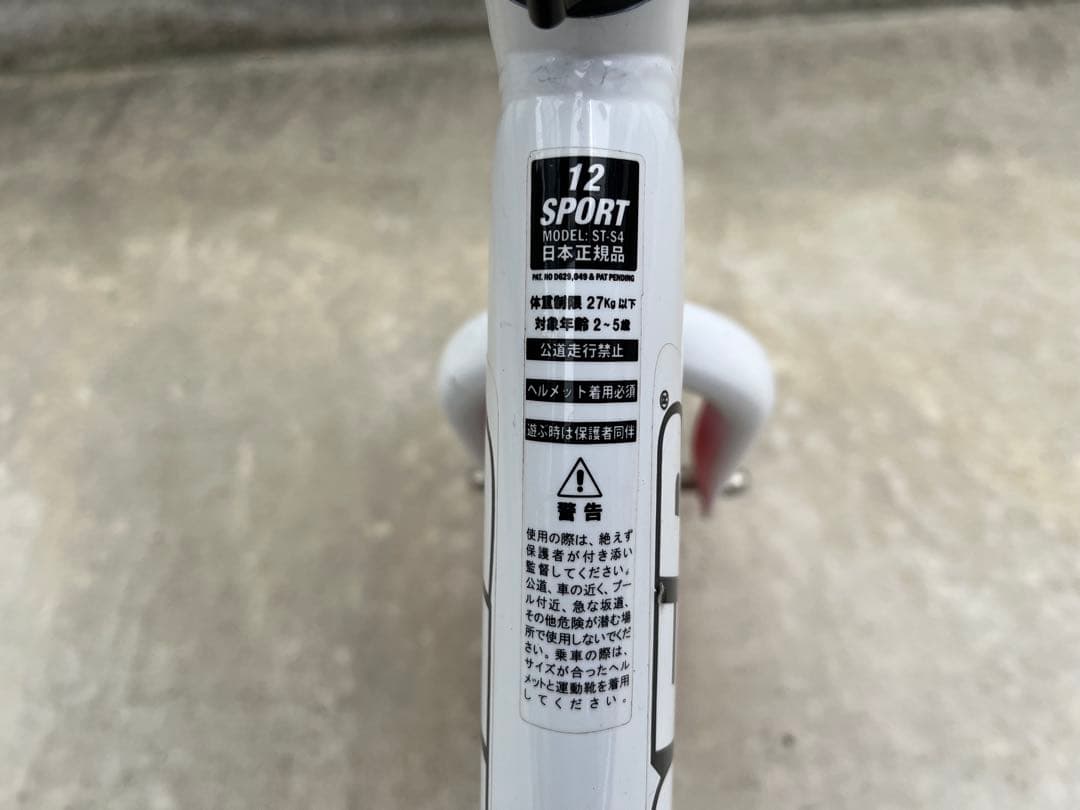 12
SPORT
MODEL: ST-S4
日本正規品
PAT. NO D629,049 & PAT PENDING
体重制限 27Kg 以下
対象年齢 2~5歳
公道走行禁止
ヘルメット着用必須
遊ぶ時は保護者同伴
警告
使用の際は、絶えず
保護者が付き添い
監督してください。
公道、車の近く、プー
ル付近、急な坂道、
その他危険が潜む場
所で使用しないでくだ
さい。乗車の際は、
サイズが合ったヘル
メットと運動靴を着用
してください。